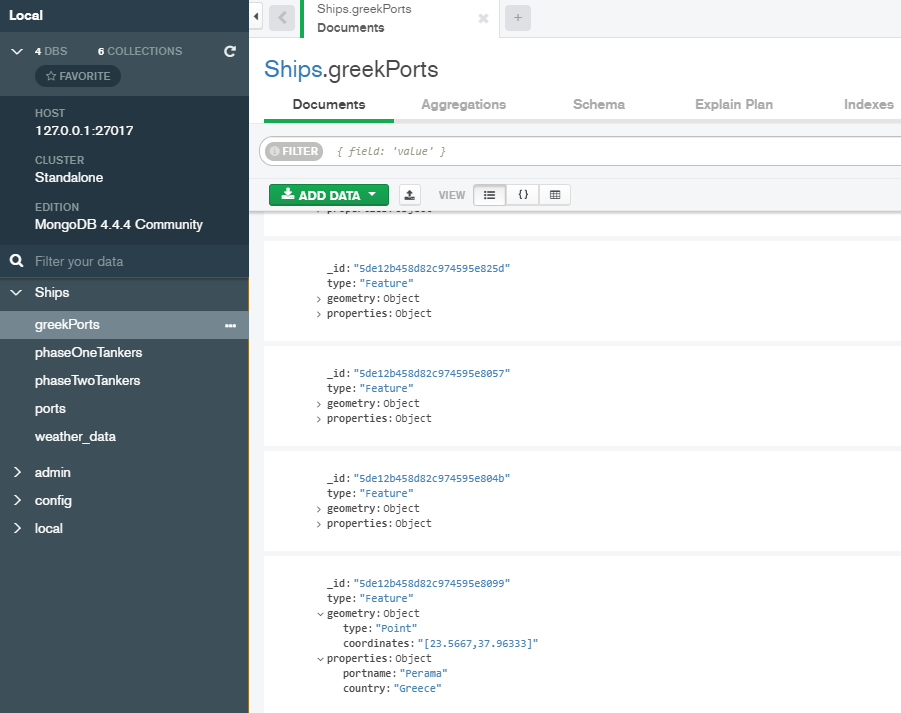 Local
4 DBS 6 COLLECTIONS
FAVORITE
HOST
127.0.0.1:27017
CLUSTER
Standalone
EDITION
MongoDB 4.4.4 Community
Filter your data
Ships
greekPorts
phaseOneTankers
phaseTwoTankers
ports
weather_data
admin
config
local
Ships.greekPorts
Documents
Ships.greekPorts
Documents Aggregations Schema Explain Plan Indexes
FILTER { field: 'value' }
ADD DATA VIEW { }
properties: Object
_id: "5de12b458d82c974595e825d"
type: "Feature"
geometry: Object
properties: Object
_id: "5de12b458d82c974595e8057"
type: "Feature"
geometry: Object
properties: Object
_id: "5de12b458d82c974595e804b"
type: "Feature"
geometry: Object
properties: Object
_id: "5de12b458d82c974595e8099"
type: "Feature"
geometry: Object
type: "Point"
coordinates: "[23.5667,37.96333]"
properties: Object
portname: "Perama"
country: "Greece"